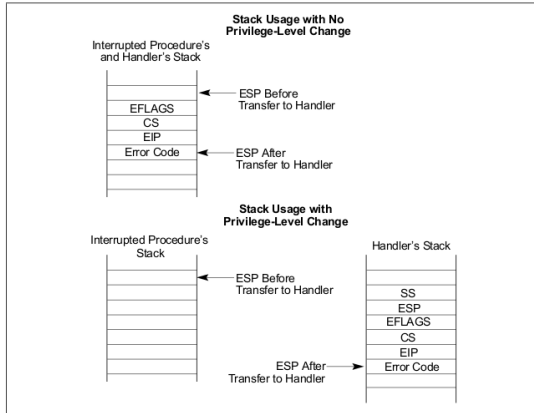 Stack Usage with No
Privilege-Level Change
Interrupted Procedure's
and Handler's Stack
ESP Before
Transfer to Handler
EFLAGS
CS
EIP
Error Code
ESP After
Transfer to Handler
Stack Usage with
Privilege-Level Change
Interrupted Procedure's
Stack
Handler's Stack
ESP Before
Transfer to Handler
SS
ESP
EFLAGS
CS
EIP
ESP After
Transfer to Handler
Error Code